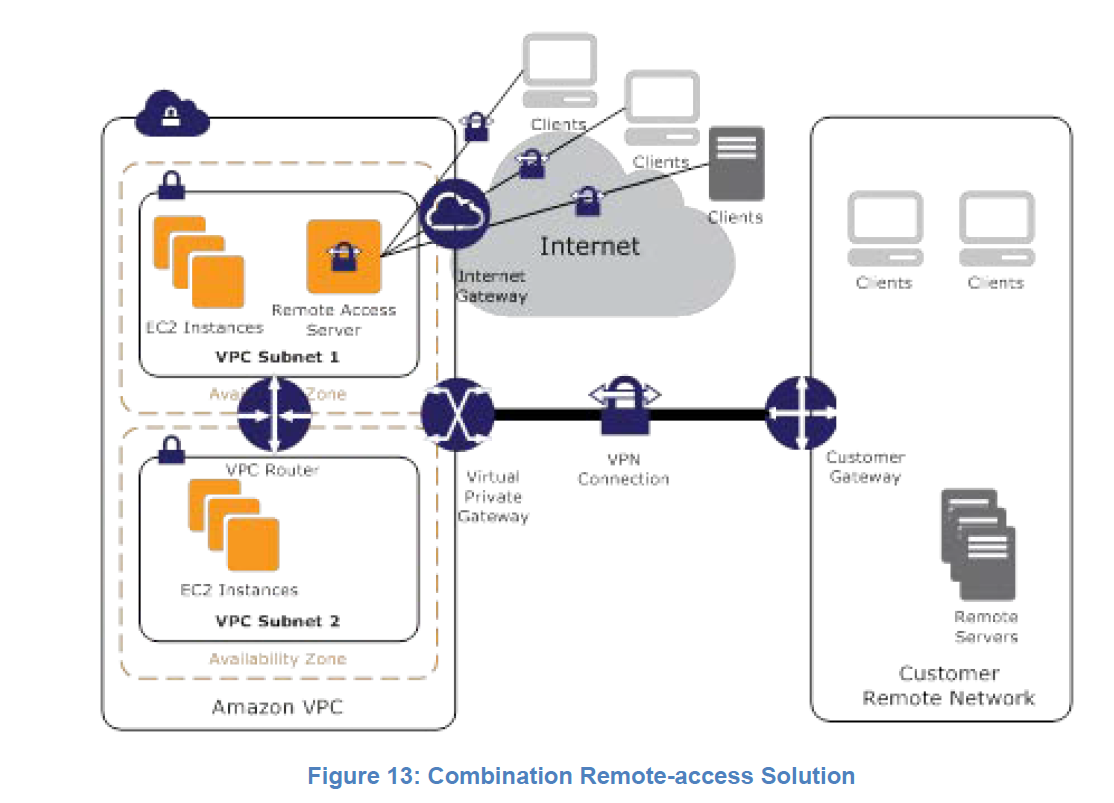 Clients
Clients
Clients
Internet
Internet
Gateway
EC2 Instances
Remote Access
Server
VPC Subnet 1
Availability Zone
VPC Router
EC2 Instances
VPC Subnet 2
Availability Zone
Amazon VPC
Virtual
Private
Gateway
VPN
Connection
Customer
Gateway
Clients
Clients
Remote
Servers
Customer
Remote Network
Figure 13: Combination Remote-access Solution